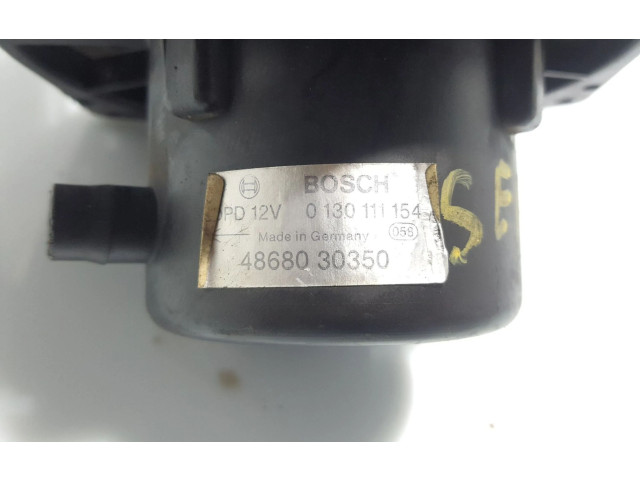 BOSCH
PD 12V 0 130 111 154
Made in Germany 056
48680 30350
SE